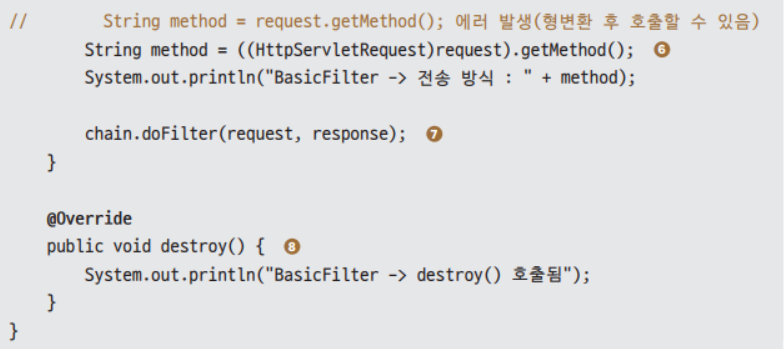 //        String method = request.getMethod(); 에러 발생(형변환 후 호출할 수 있음)
        String method = ((HttpServletRequest)request).getMethod();  ❻
        System.out.println("BasicFilter -> 전송 방식 : " + method);

        chain.doFilter(request, response);  ❼
    }

    @Override
    public void destroy() {  ❽
        System.out.println("BasicFilter -> destroy() 호출됨");
    }
}